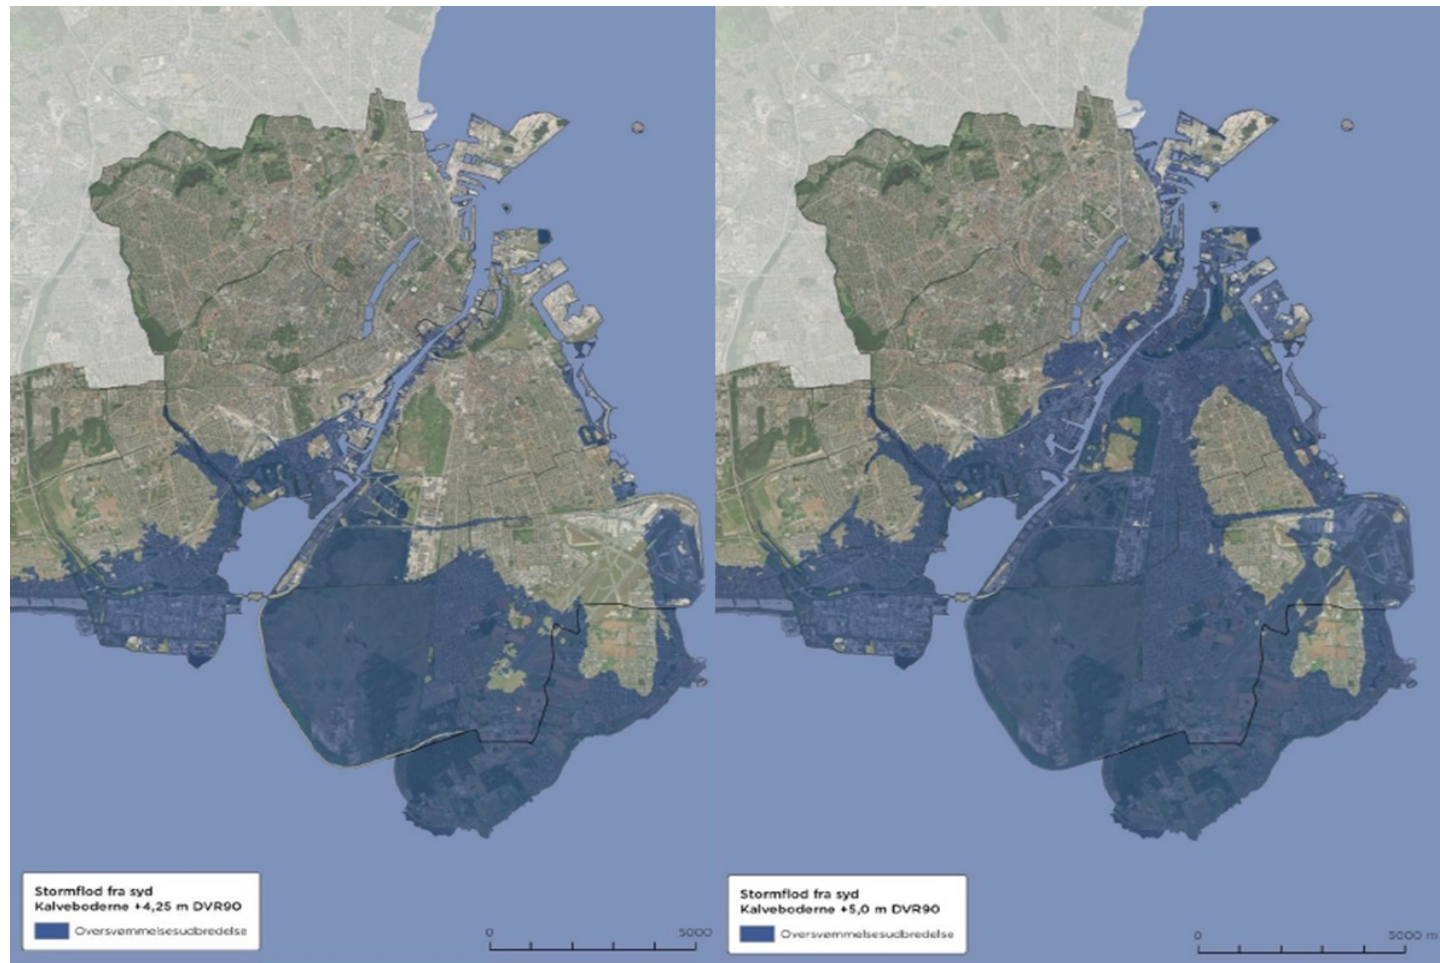 Stormflod fra syd
Kalveboderne +4,25 m DVR90
Oversvømmelsesudbredelse
0 5000
Stormflod fra syd
Kalveboderne +5,0 m DVR90
Oversvømmelsesudbredelse
0 5000 m